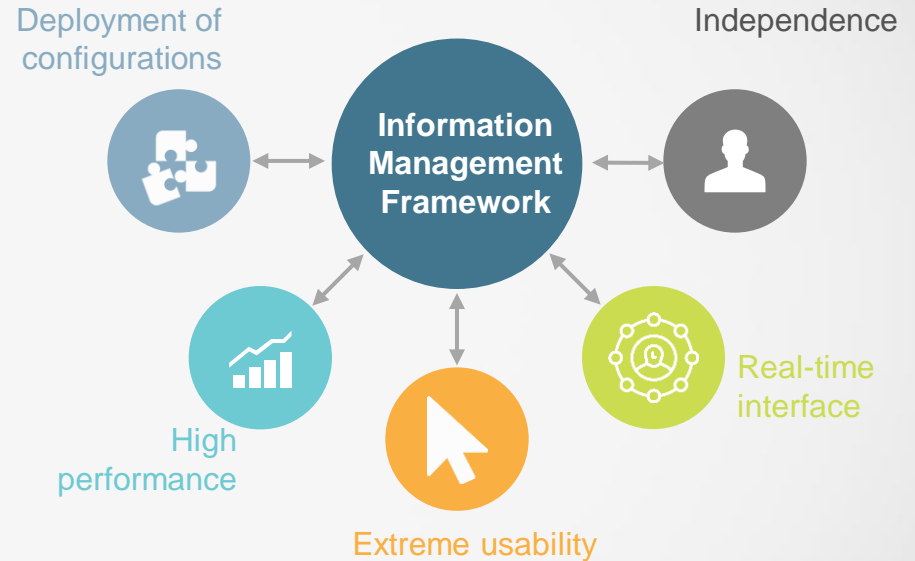 Deployment of
configurations
Independence
Information
Management
Framework
Real-time
interface
High
performance
Extreme usability